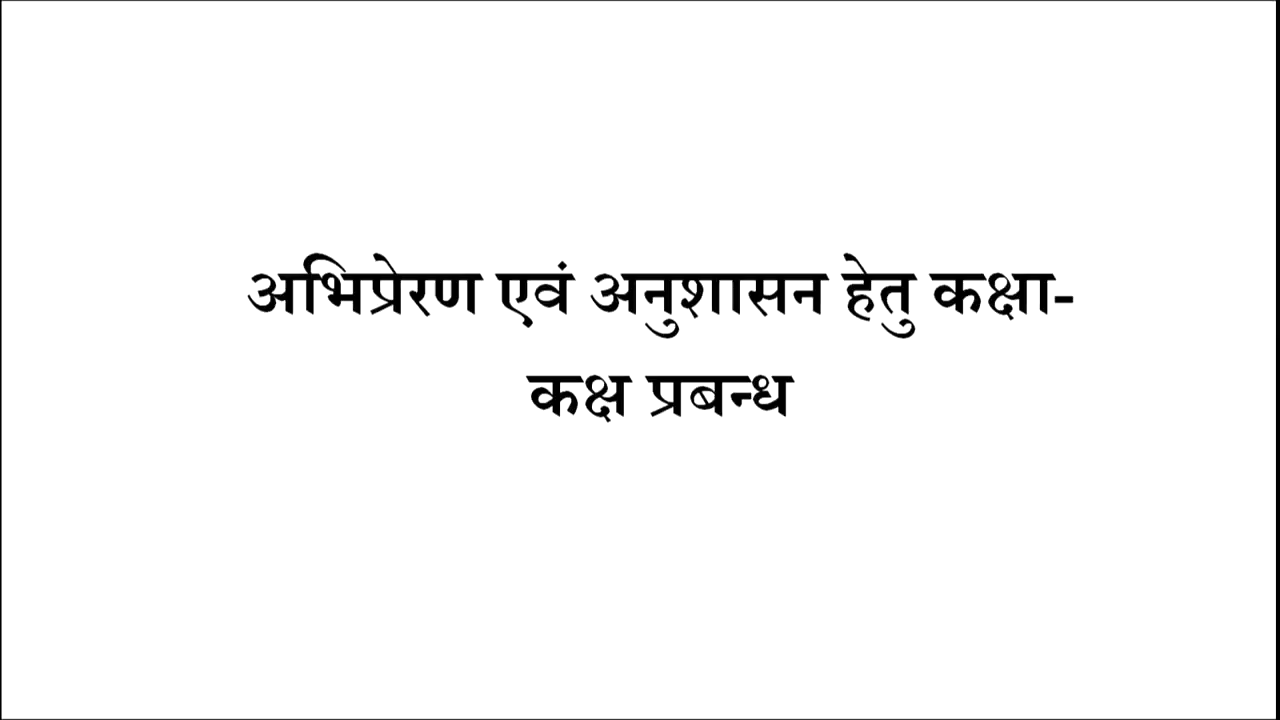 अभिप्रेरण एवं अनुशासन हेतु कक्षा-
कक्ष प्रबन्ध